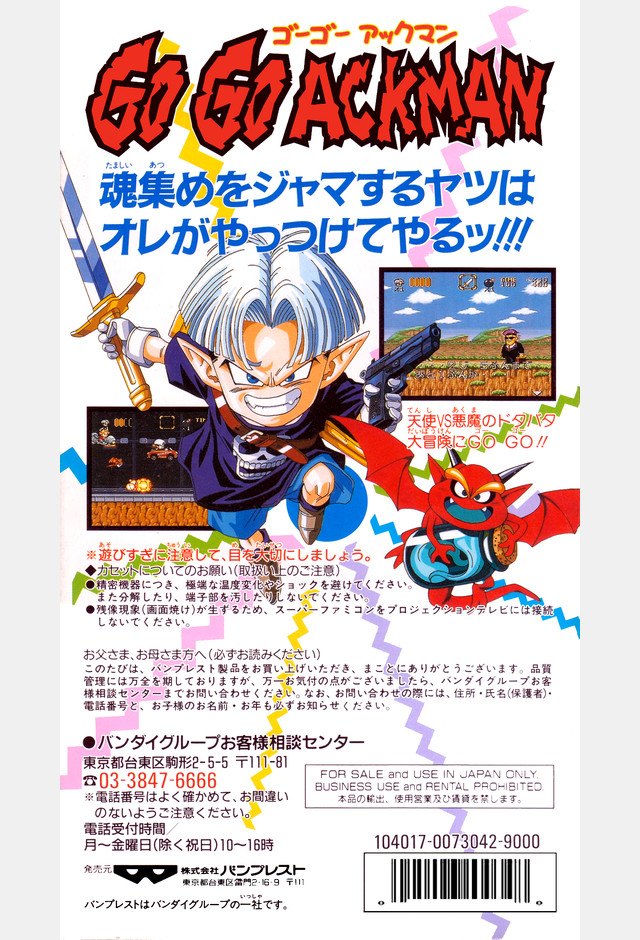 ゴーゴー アックマン
GO GO ACKMAN
たましい あつ
魂集めをジャマするヤツは
オレがやっつけてやるッ!!!
てんし あくま
天使VS悪魔のドタバタ
だいぼうけん ゴー ゴー
大冒険にGO GO!!
※遊びすぎに注意して、目を大切にしましょう。
◆カセットについてのお願い(取扱い上のご注意)
●精密機器につき、極端な温度変化やショックを避けてください。
また分解したり、端子部を汚したりしないでください。
●残像現象(画面焼け)が生ずるため、スーパーファミコンをプロジェクションテレビには接続
しないでください。
お父さま、お母さま方へ(必ずお読みください)
このたびは、バンプレスト製品をお買い上げいただき、まことにありがとうございます。品質
管理には万全を期しておりますが、万一お気付の点がございましたら、バンダイグループお客
様相談センターまでお問い合わせください。なお、お問い合わせの際には、住所・氏名(保護者)・
電話番号と、お子様のお名前・お年も必ずお知らせください。
●バンダイグループお客様相談センター
東京都台東区駒形2-5-5 〒111-81
☎03-3847-6666
※電話番号はよく確かめて、お間違い
のないようご注意ください。
電話受付時間/
月~金曜日(除く祝日)10~16時
FOR SALE and USE IN JAPAN ONLY.
BUSINESS USE and RENTAL PROHIBITED.
本品の輸出、使用営業及び賃貸を禁じます。
104017-0073042-9000
発売元 株式会社 バンプレスト
東京都台東区雷門2-16-9 〒111
いっしゃ
バンプレストはバンダイグループの一社です。